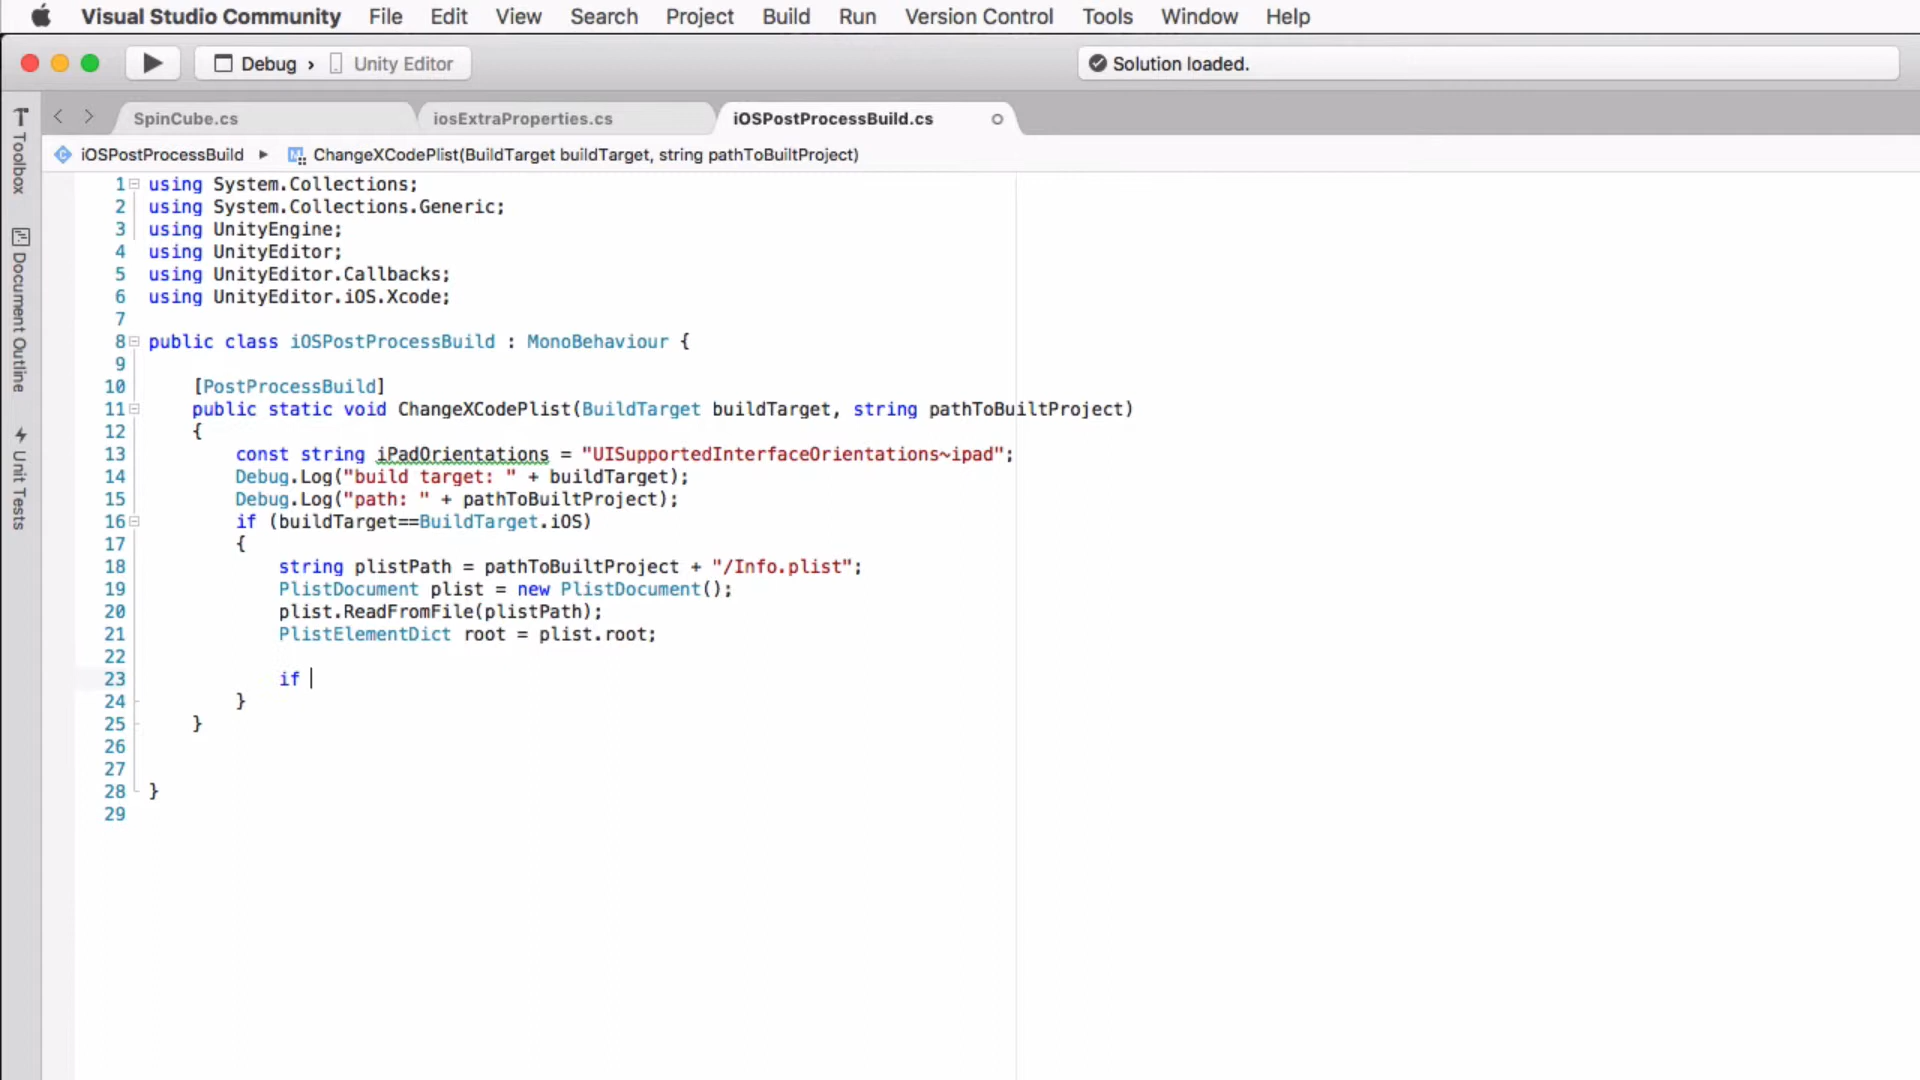 Visual Studio Community File Edit View Search Project Build Run Version Control Tools Window Help
Debug › Unity Editor
Solution loaded.
SpinCube.cs iosExtraProperties.cs iOSPostProcessBuild.cs
iOSPostProcessBuild ▶ ChangeXCodePlist(BuildTarget buildTarget, string pathToBuiltProject)
Toolbox
Document Outline
Unit Tests
1 using System.Collections;
2 using System.Collections.Generic;
3 using UnityEngine;
4 using UnityEditor;
5 using UnityEditor.Callbacks;
6 using UnityEditor.iOS.Xcode;
7
8 public class iOSPostProcessBuild : MonoBehaviour {
9
10 [PostProcessBuild]
11 public static void ChangeXCodePlist(BuildTarget buildTarget, string pathToBuiltProject)
12 {
13 const string iPadOrientations = "UISupportedInterfaceOrientations~ipad";
14 Debug.Log("build target: " + buildTarget);
15 Debug.Log("path: " + pathToBuiltProject);
16 if (buildTarget==BuildTarget.iOS)
17 {
18 string plistPath = pathToBuiltProject + "/Info.plist";
19 PlistDocument plist = new PlistDocument();
20 plist.ReadFromFile(plistPath);
21 PlistElementDict root = plist.root;
22
23 if
24 }
25 }
26
27
28 }
29